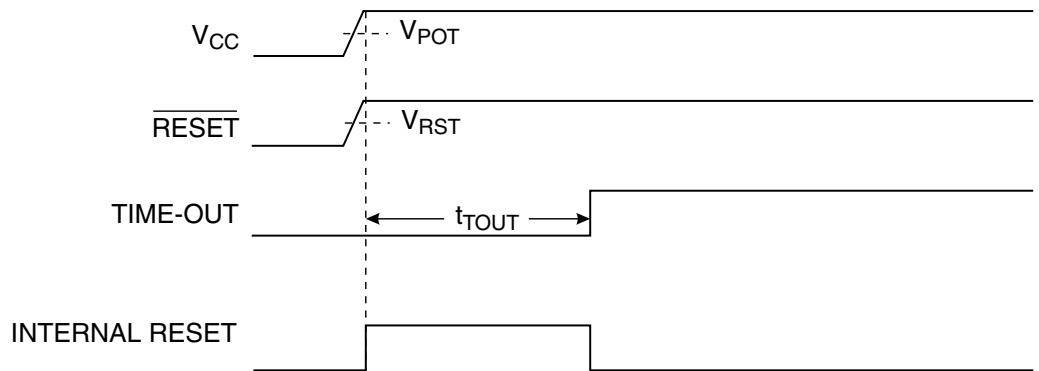 VCC
VPOT
RESET
VRST
TIME-OUT
tTOUT
INTERNAL RESET